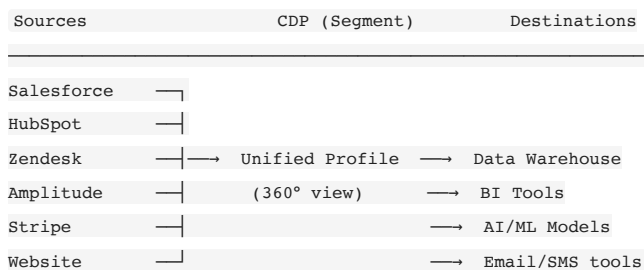 Sources CDP (Segment) Destinations
Salesforce ──┐
HubSpot ──┤
Zendesk ──┤──→ Unified Profile ──→ Data Warehouse
Amplitude ──┤ (360° view) ──→ BI Tools
Stripe ──┤ ──→ AI/ML Models
Website ──┘ ──→ Email/SMS tools